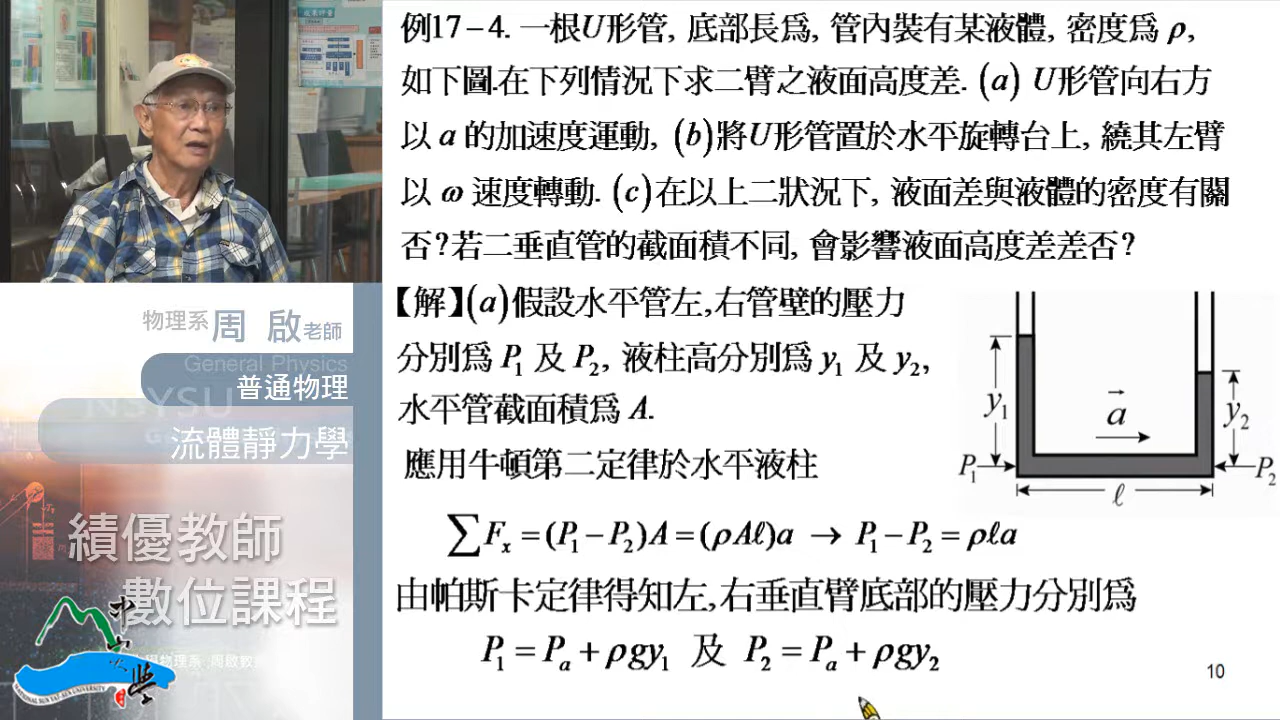 例17－4. 一根U形管, 底部長爲, 管內裝有某液體, 密度爲 ρ,
如下圖.在下列情況下求二臂之液面高度差. (a) U形管向右方
以 a 的加速度運動, (b)將U形管置於水平旋轉台上, 繞其左臂
以 ω 速度轉動. (c)在以上二狀況下, 液面差與液體的密度有關
否?若二垂直管的截面積不同, 會影響液面高度差差否?
【解】(a)假設水平管左,右管壁的壓力
分別爲 P₁ 及 P₂, 液柱高分別爲 y₁ 及 y₂,
水平管截面積爲 A.
應用牛頓第二定律於水平液柱
∑Fₓ = (P₁ − P₂)A = (ρAℓ)a → P₁ − P₂ = ρℓa
由帕斯卡定律得知左,右垂直臂底部的壓力分別爲
P₁ = Pₐ + ρgy₁ 及 P₂ = Pₐ + ρgy₂
y₁
a
y₂
P₁
P₂
ℓ
10
物理系周 啟老師
General Physics
普通物理
NSYSU
流體靜力學
績優教師
數位課程